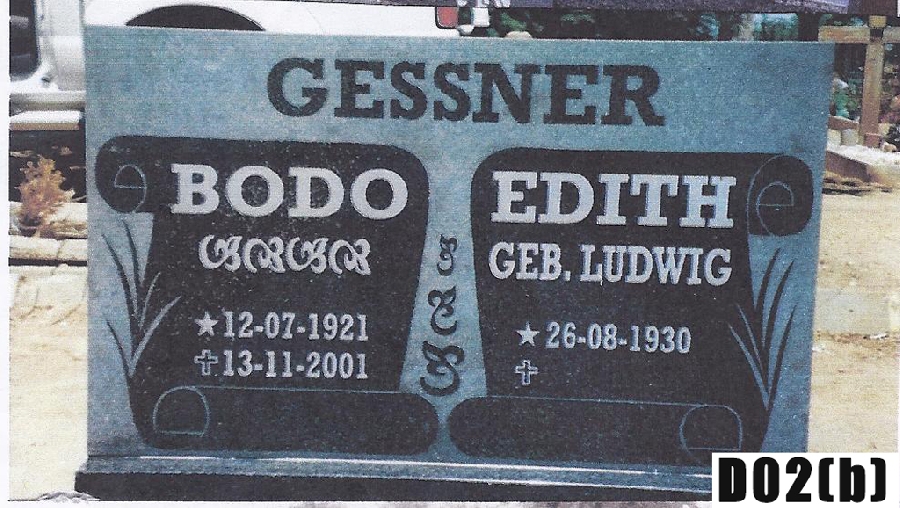 GESSNER
BODO
★12-07-1921
✝13-11-2001
EDITH
GEB. LUDWIG
★26-08-1930
✝
D02(b)